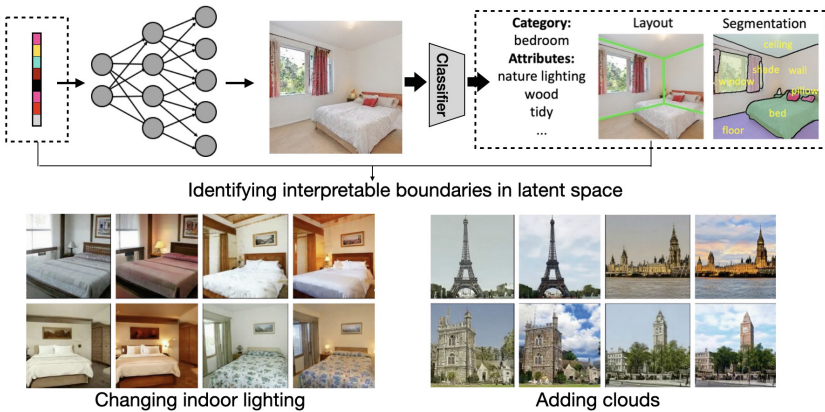 Category:
bedroom
Attributes:
nature lighting
wood
tidy
...
Classifier
Layout
Segmentation
ceiling
shade
wall
window
pillow
bed
floor
Identifying interpretable boundaries in latent space
Changing indoor lighting
Adding clouds